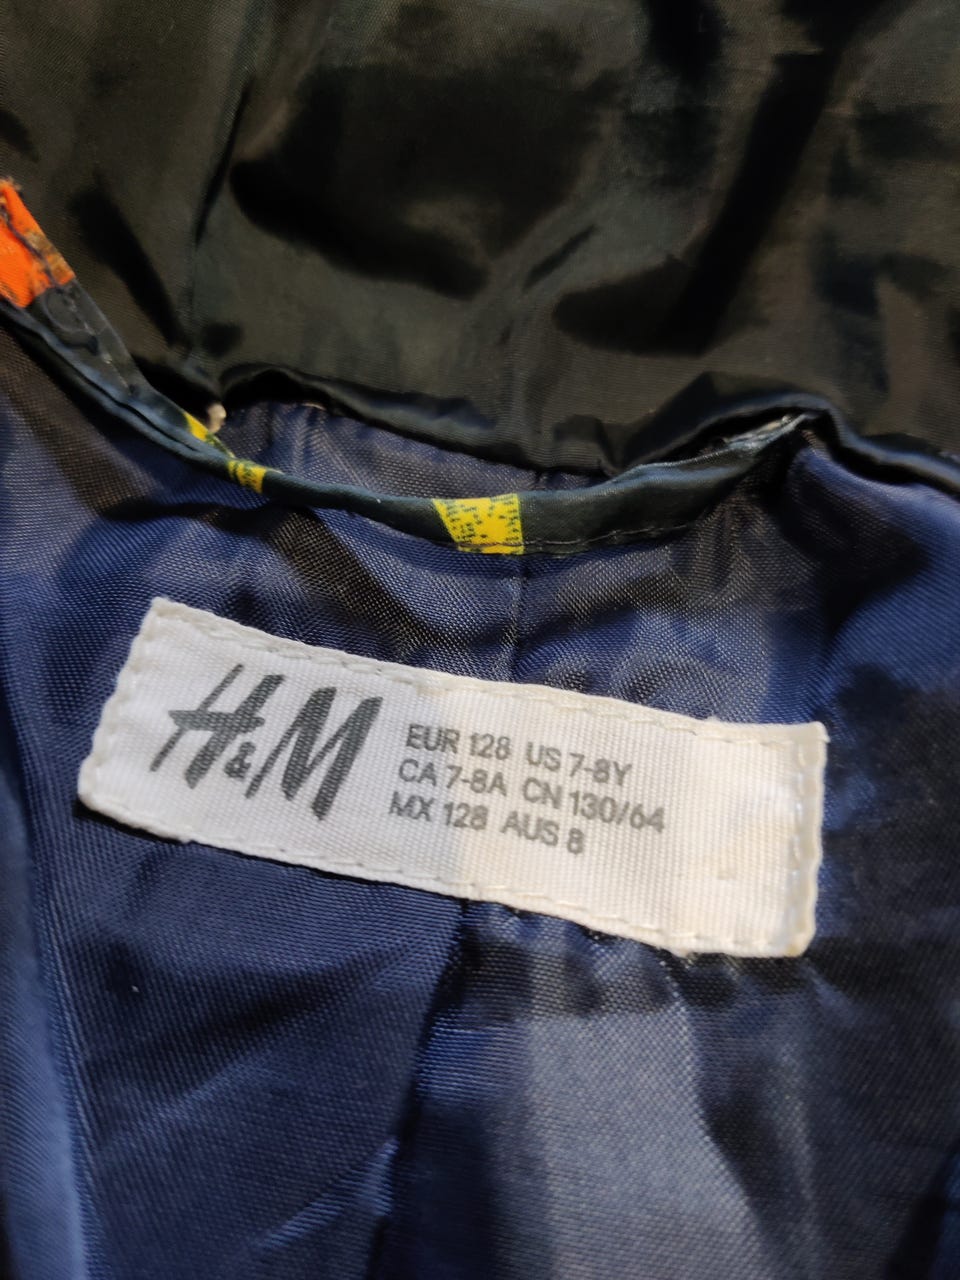 H&M
EUR 128 US 7-8Y
CA 7-8A CN 130/64
MX 128 AUS 8